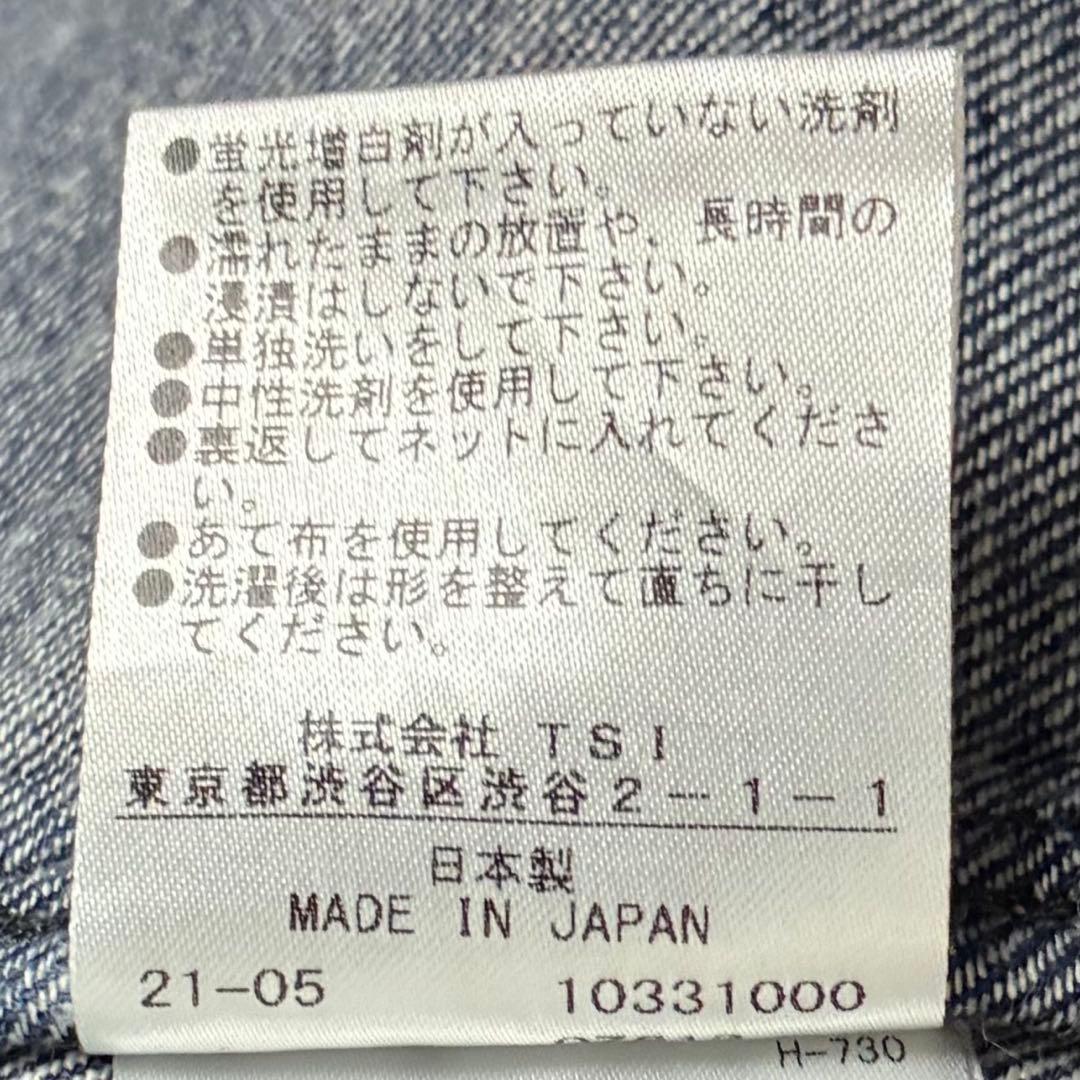 ●蛍光増白剤が入っていない洗剤
を使用して下さい。
●濡れたままの放置や、長時間の
浸漬はしないで下さい。
●単独洗いをして下さい。
●中性洗剤を使用して下さい。
●裏返してネットに入れてくださ
い。
●あて布を使用してください。
●洗濯後は形を整えて直ちに干し
てください。
株式会社 TSI
東京都渋谷区渋谷2-1-1
日本製
MADE IN JAPAN
21-05 10331000
H-730